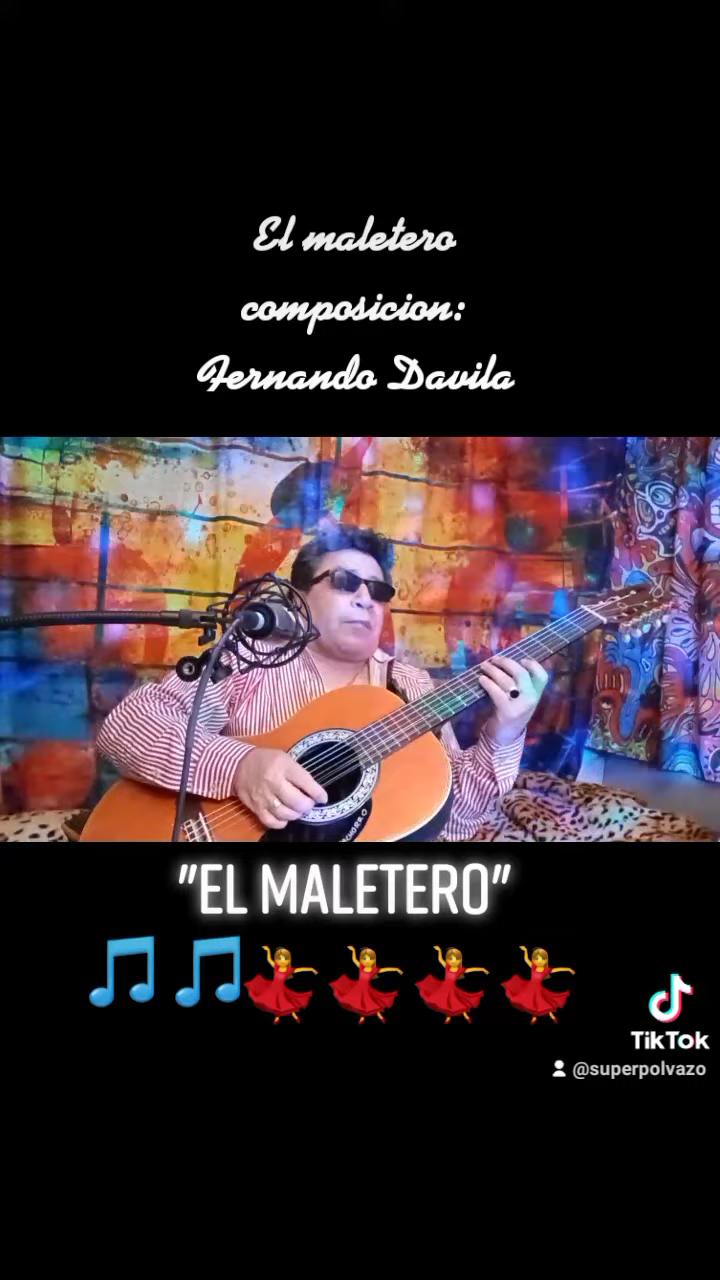 El maletero
composicion:
Fernando Davila
"EL MALETERO"
TikTok
@superpolvazo